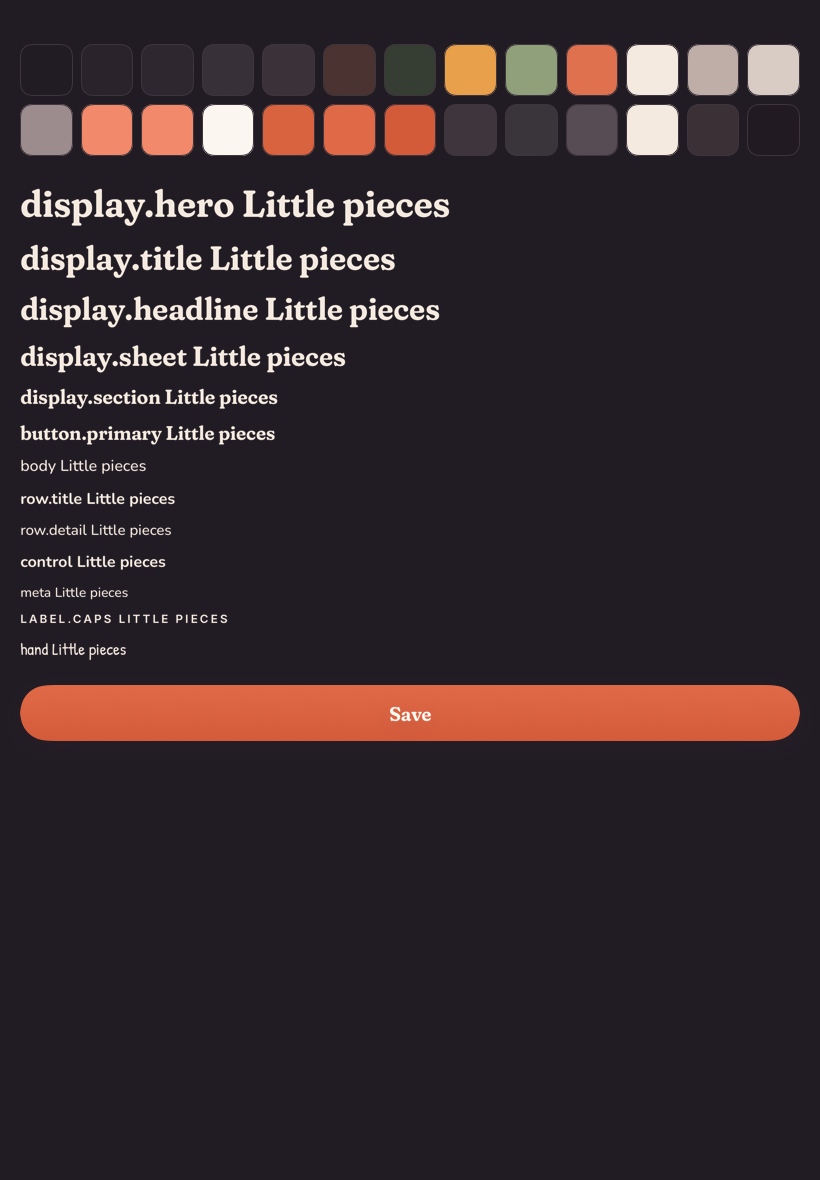 display.hero Little pieces
display.title Little pieces
display.headline Little pieces
display.sheet Little pieces
display.section Little pieces
button.primary Little pieces
body Little pieces
row.title Little pieces
row.detail Little pieces
control Little pieces
meta Little pieces
LABEL.CAPS LITTLE PIECES
hand Little pieces
Save